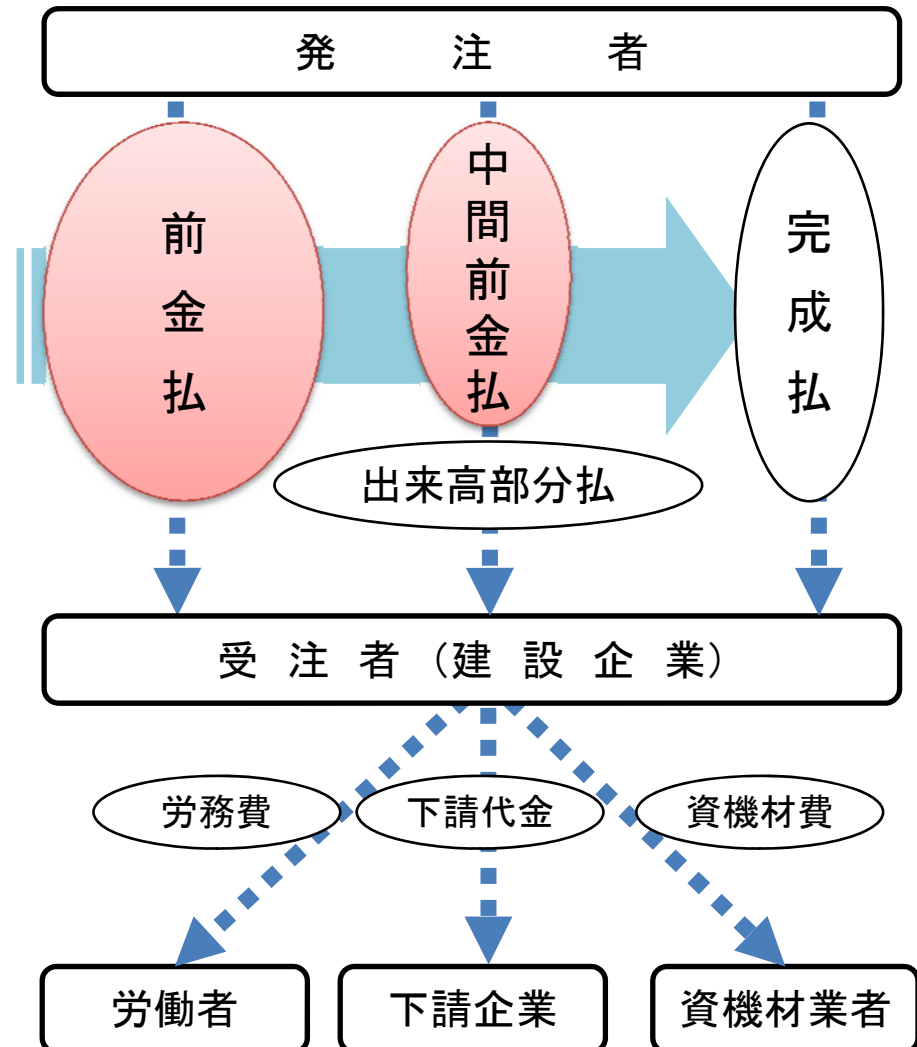 発注者
前金払
中間前金払
完成払
出来高部分払
受注者（建設企業）
労務費
下請代金
資機材費
労働者
下請企業
資機材業者